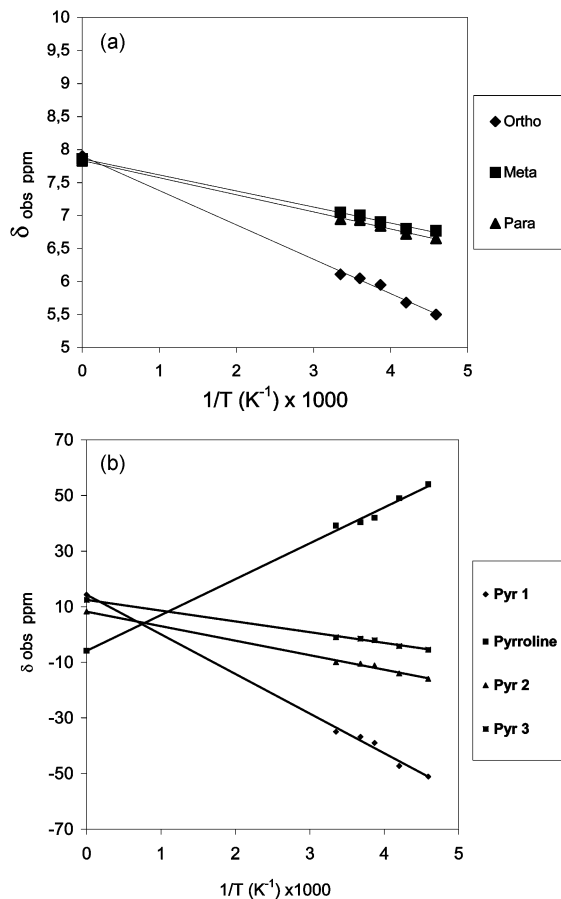 (a)
10
9,5
9
8,5
8
7,5
7
6,5
6
5,5
5
δ obs ppm
0 1 2 3 4 5
1/T (K⁻¹) x 1000
Ortho
Meta
Para
(b)
70
50
30
10
-10
-30
-50
-70
δ obs ppm
0 1 2 3 4 5
1/T (K⁻¹) x1000
Pyr 1
Pyrroline
Pyr 2
Pyr 3